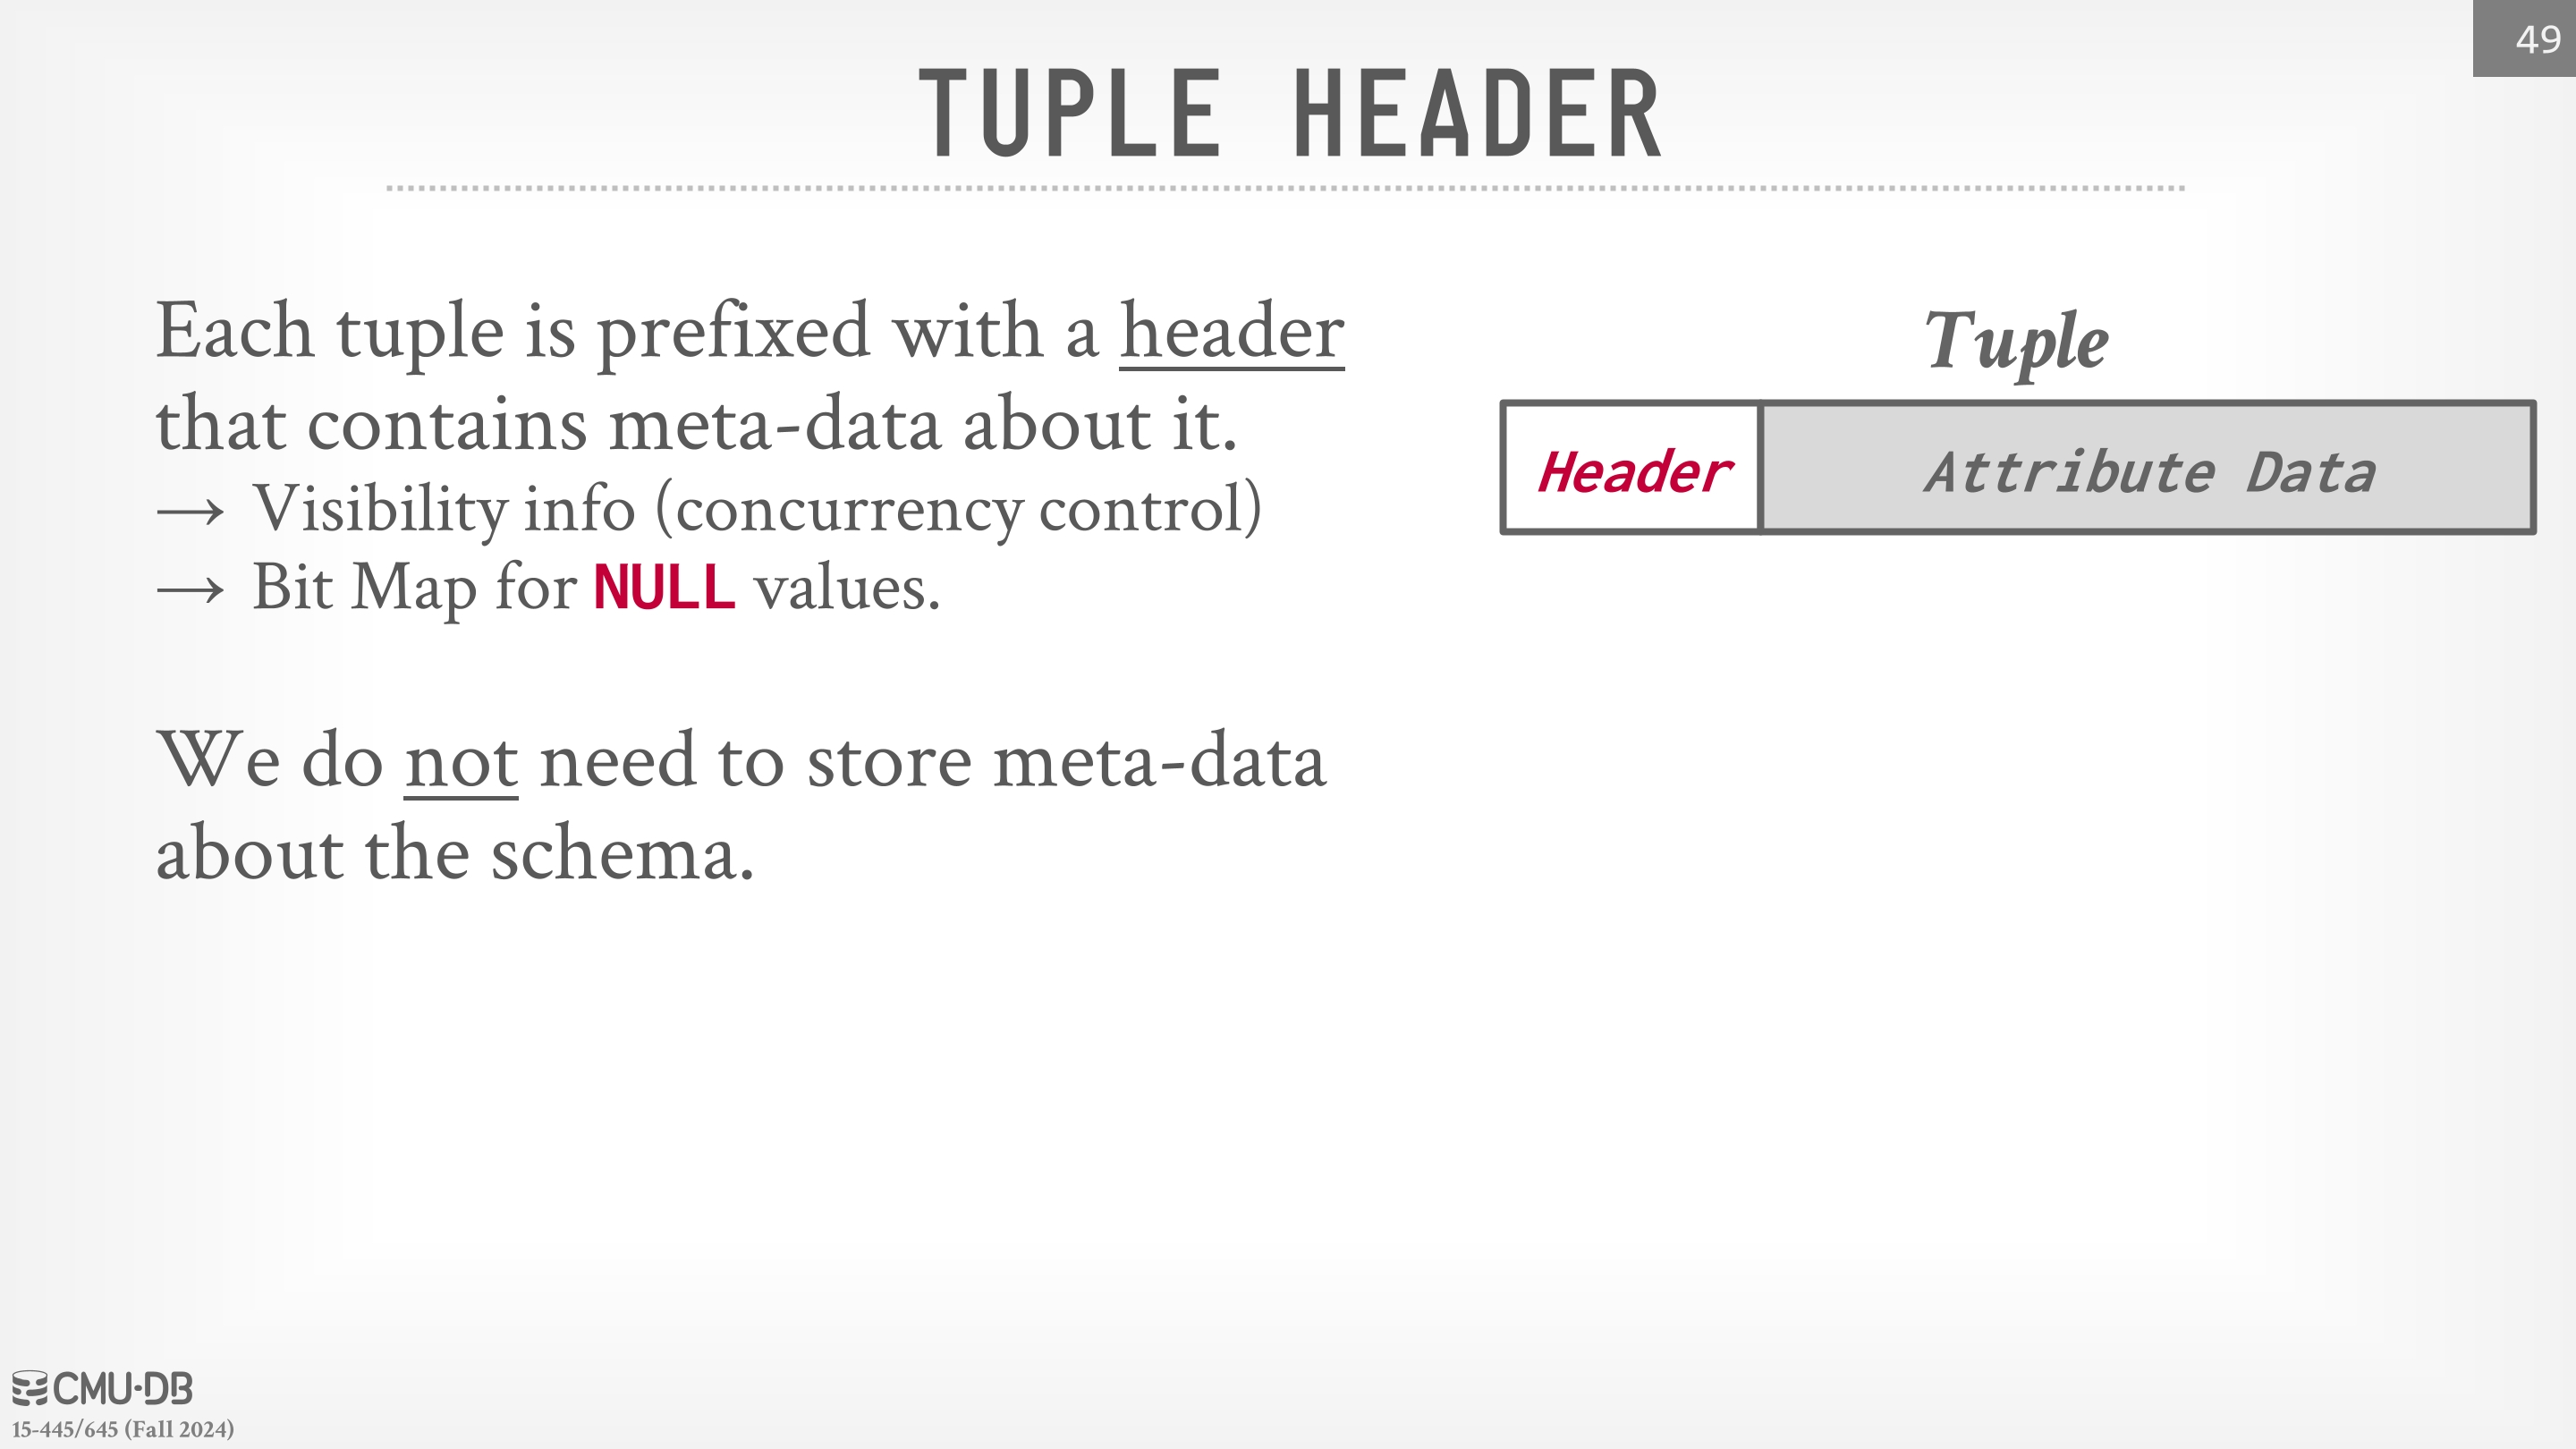 49
TUPLE HEADER
Each tuple is prefixed with a header
that contains meta-data about it.
→ Visibility info (concurrency control)
→ Bit Map for NULL values.
We do not need to store meta-data
about the schema.
Tuple
Header Attribute Data
CMU·DB
15-445/645 (Fall 2024)